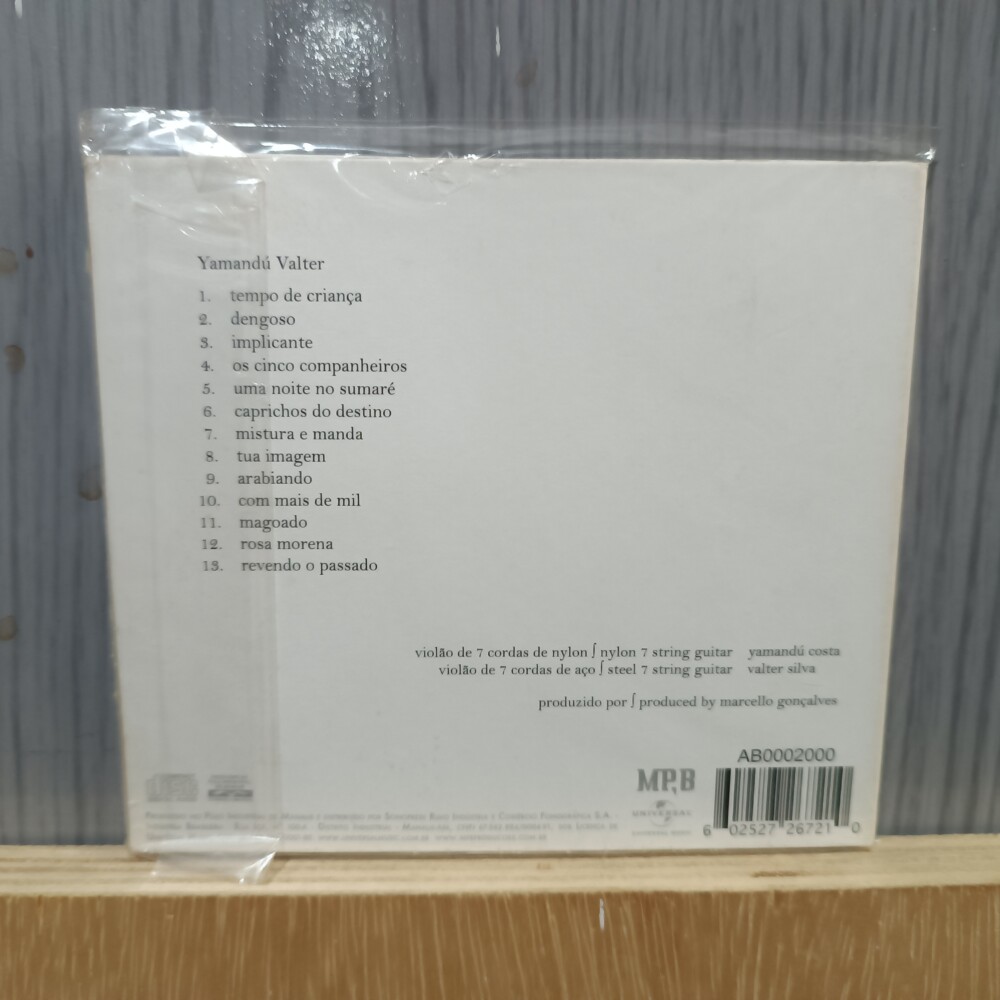 Yamandú Valter
1. tempo de criança
2. dengoso
3. implicante
4. os cinco companheiros
5. uma noite no sumaré
6. caprichos do destino
7. mistura e manda
8. tua imagem
9. arabiando
10. com mais de mil
11. magoado
12. rosa morena
13. revendo o passado
violão de 7 cordas de nylon ∫ nylon 7 string guitar yamandú costa
violão de 7 cordas de aço ∫ steel 7 string guitar valter silva
produzido por ∫ produced by marcello gonçalves
AB0002000
MP,B
UNIVERSAL
6 02527 26721 0